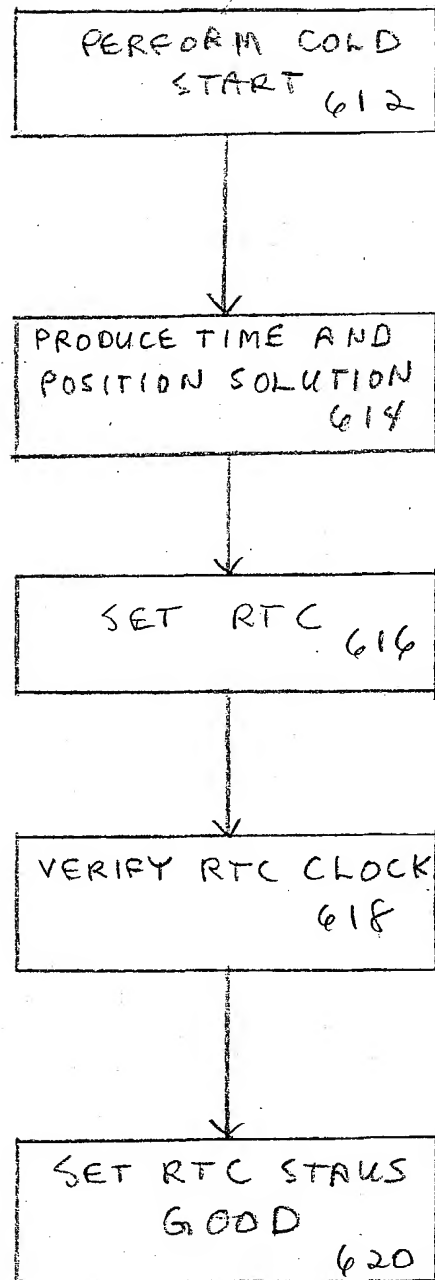 PERFORM COLD
START
612
PRODUCE TIME AND
POSITION SOLUTION
614
SET RTC
616
VERIFY RTC CLOCK
618
SET RTC STAUS
GOOD
620